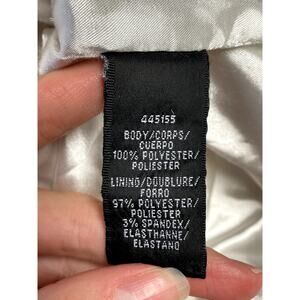 445155
BODY/CORPS/
CUERPO
100% POLYESTER/
POLIESTER
LINING/DOUBLURE/
FORRO
97% POLYESTER/
POLIESTER
3% SPANDEX/
ELASTHANNE/
ELASTANO